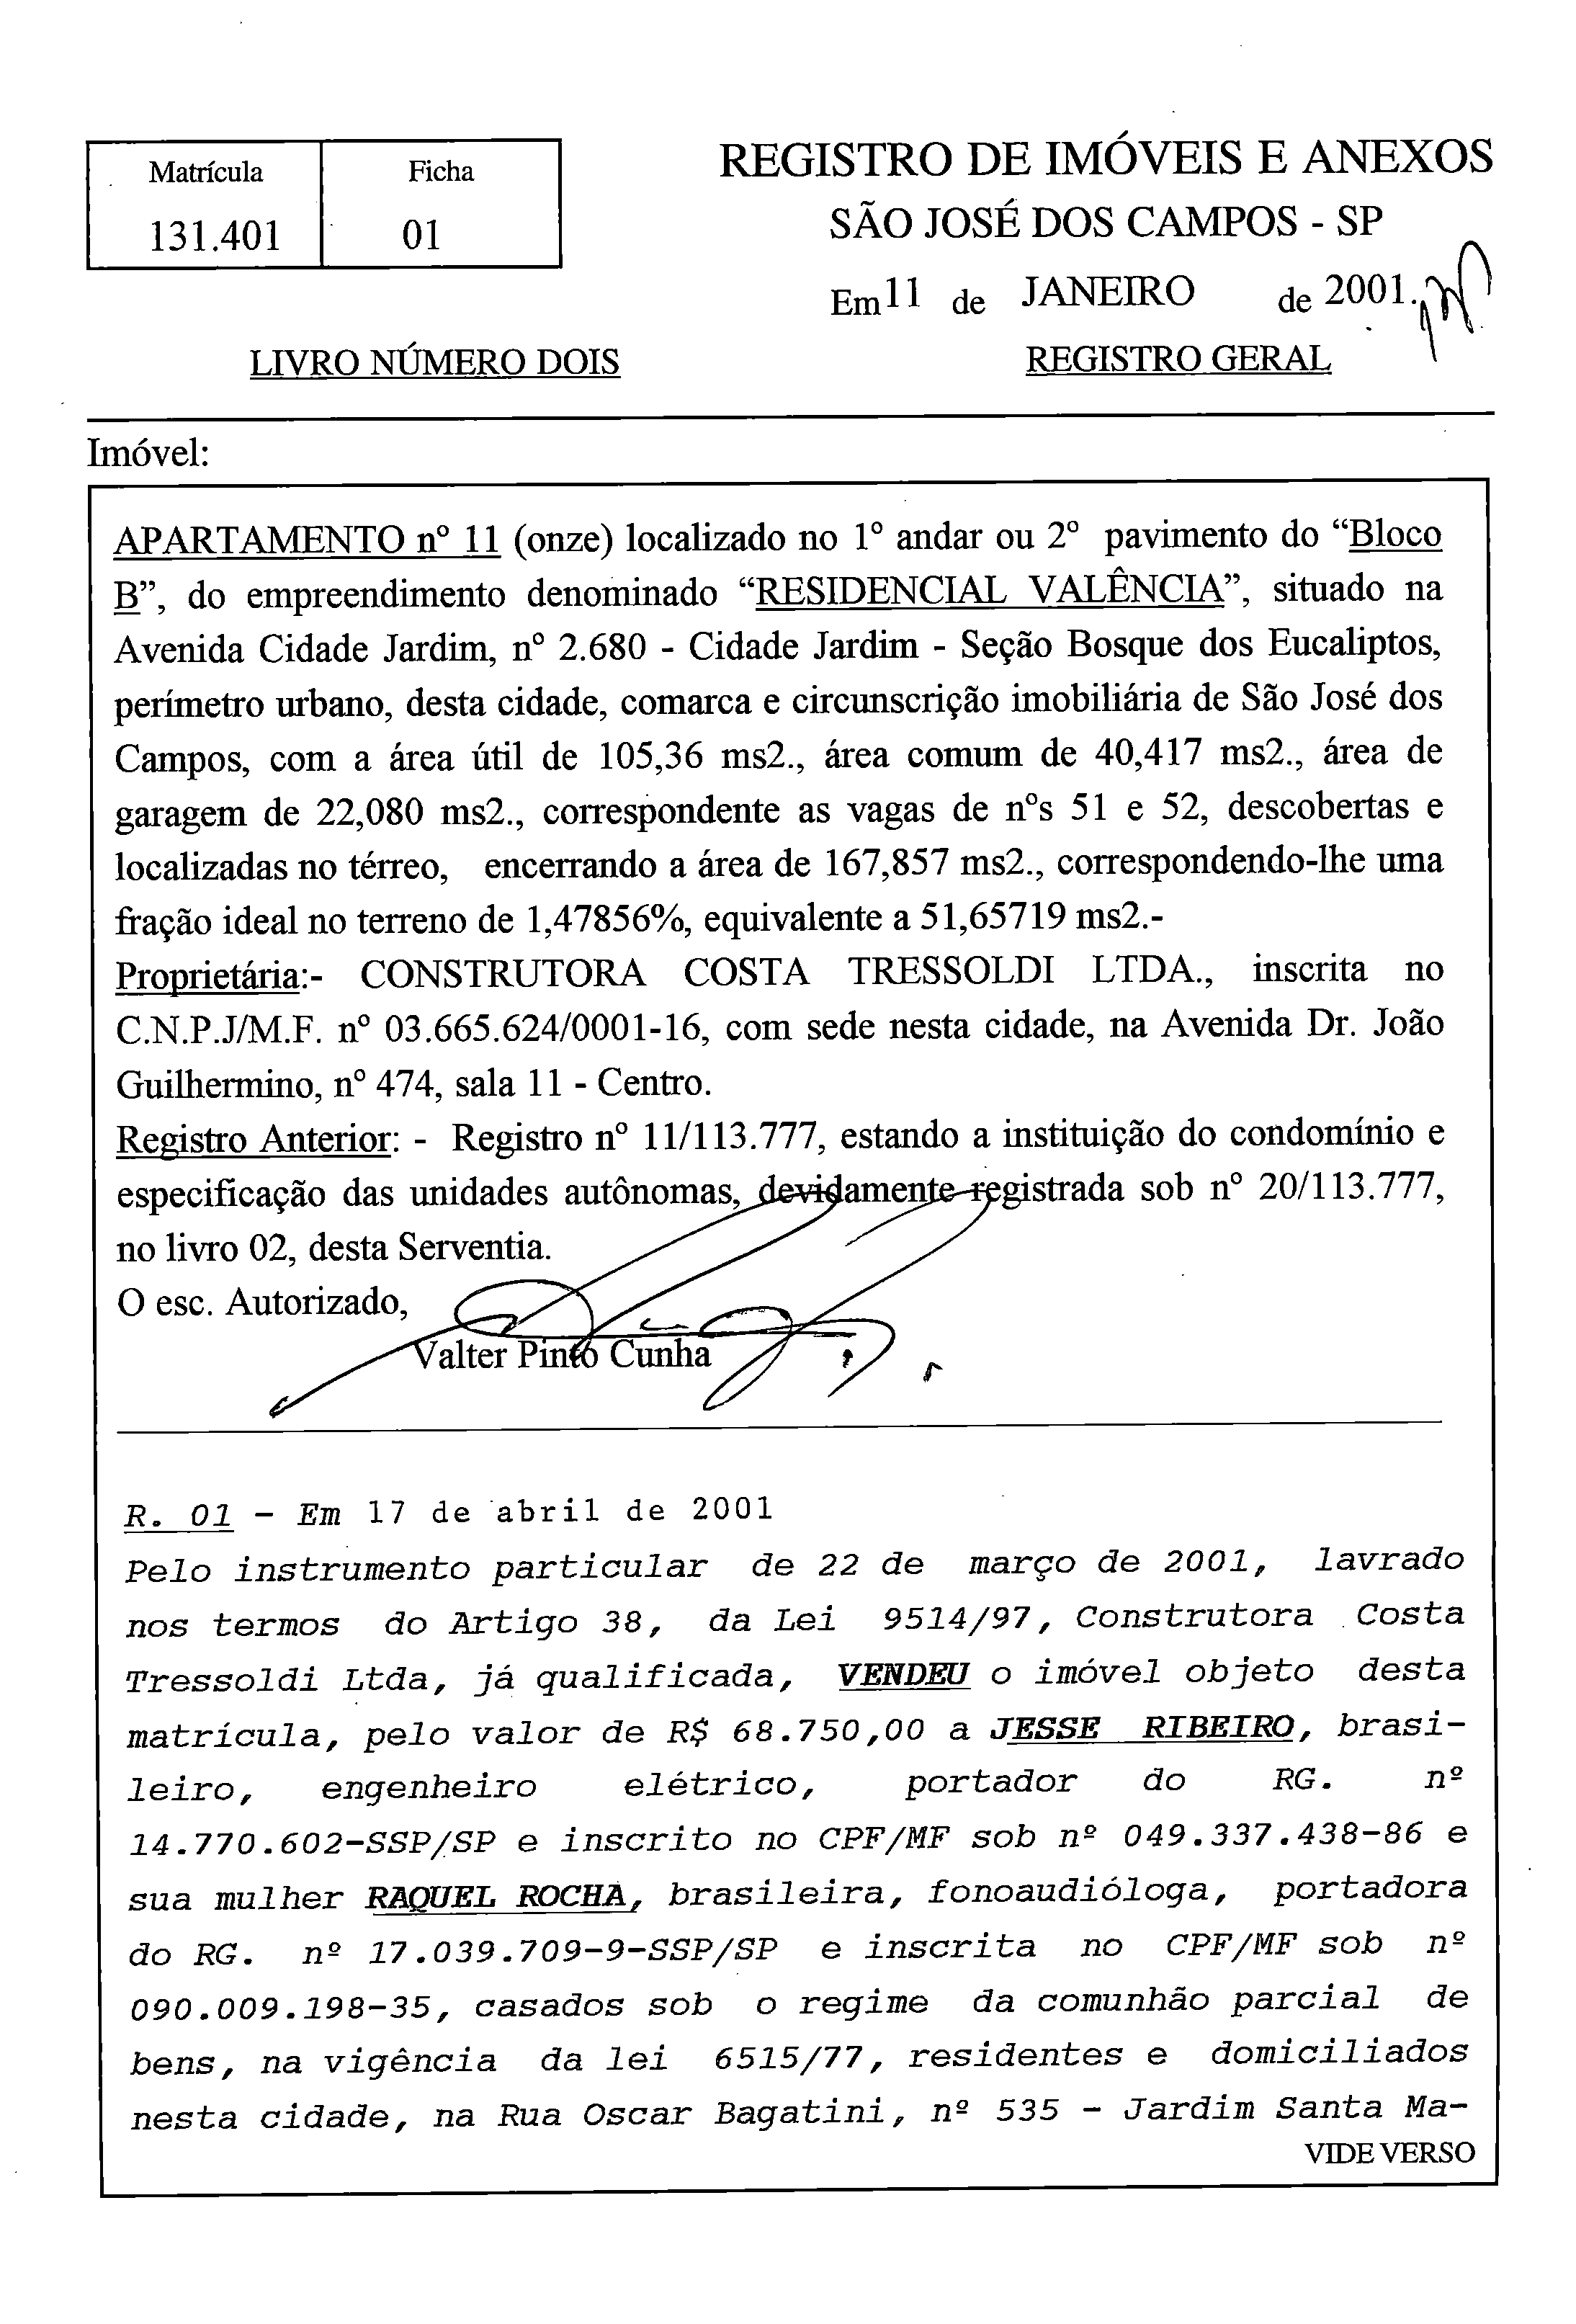 Matrícula
Ficha
131.401
01
REGISTRO DE IMÓVEIS E ANEXOS
SÃO JOSÉ DOS CAMPOS - SP
Em 11 de JANEIRO de 2001.
LIVRO NÚMERO DOIS
REGISTRO GERAL
Imóvel:
APARTAMENTO nº 11 (onze) localizado no 1º andar ou 2º pavimento do “Bloco
B”, do empreendimento denominado “RESIDENCIAL VALÊNCIA”, situado na
Avenida Cidade Jardim, nº 2.680 - Cidade Jardim - Seção Bosque dos Eucaliptos,
perímetro urbano, desta cidade, comarca e circunscrição imobiliária de São José dos
Campos, com a área útil de 105,36 ms2., área comum de 40,417 ms2., área de
garagem de 22,080 ms2., correspondente as vagas de nºs 51 e 52, descobertas e
localizadas no térreo, encerrando a área de 167,857 ms2., correspondendo-lhe uma
fração ideal no terreno de 1,47856%, equivalente a 51,65719 ms2.-
Proprietária:- CONSTRUTORA COSTA TRESSOLDI LTDA., inscrita no
C.N.P.J/M.F. nº 03.665.624/0001-16, com sede nesta cidade, na Avenida Dr. João
Guilhermino, nº 474, sala 11 - Centro.
Registro Anterior: - Registro nº 11/113.777, estando a instituição do condomínio e
especificação das unidades autônomas, devidamente registrada sob nº 20/113.777,
no livro 02, desta Serventia.
O esc. Autorizado,
Valter Pinto Cunha
R. 01 - Em 17 de abril de 2001
Pelo instrumento particular de 22 de março de 2001, lavrado
nos termos do Artigo 38, da Lei 9514/97, Construtora Costa
Tressoldi Ltda, já qualificada, VENDEU o imóvel objeto desta
matrícula, pelo valor de R$ 68.750,00 a JESSE RIBEIRO, brasi-
leiro, engenheiro elétrico, portador do RG. nº
14.770.602-SSP/SP e inscrito no CPF/MF sob nº 049.337.438-86 e
sua mulher RAQUEL ROCHA, brasileira, fonoaudióloga, portadora
do RG. nº 17.039.709-9-SSP/SP e inscrita no CPF/MF sob nº
090.009.198-35, casados sob o regime da comunhão parcial de
bens, na vigência da lei 6515/77, residentes e domiciliados
nesta cidade, na Rua Oscar Bagatini, nº 535 - Jardim Santa Ma-
VIDE VERSO